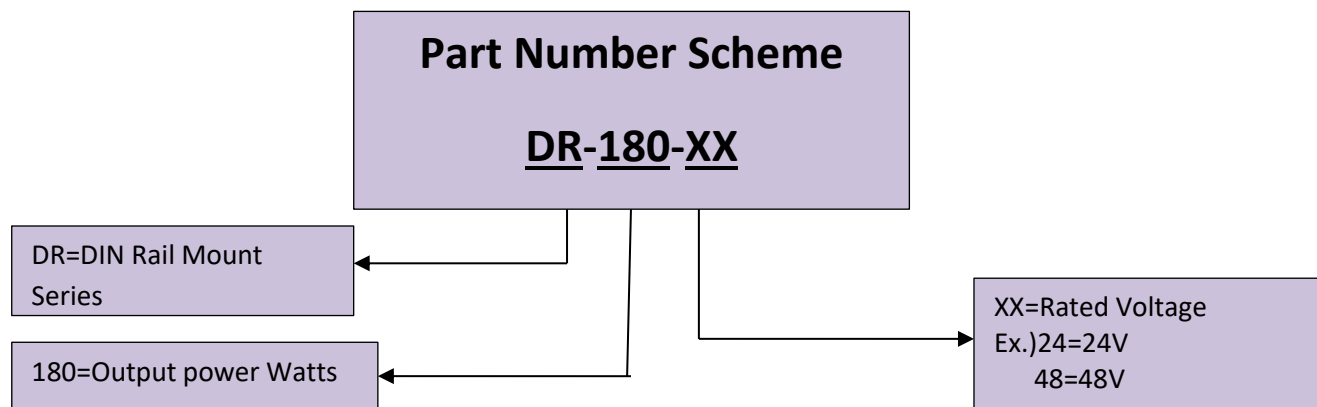 Part Number Scheme
DR-180-XX
DR=DIN Rail Mount
Series
180=Output power Watts
XX=Rated Voltage
Ex.)24=24V
48=48V